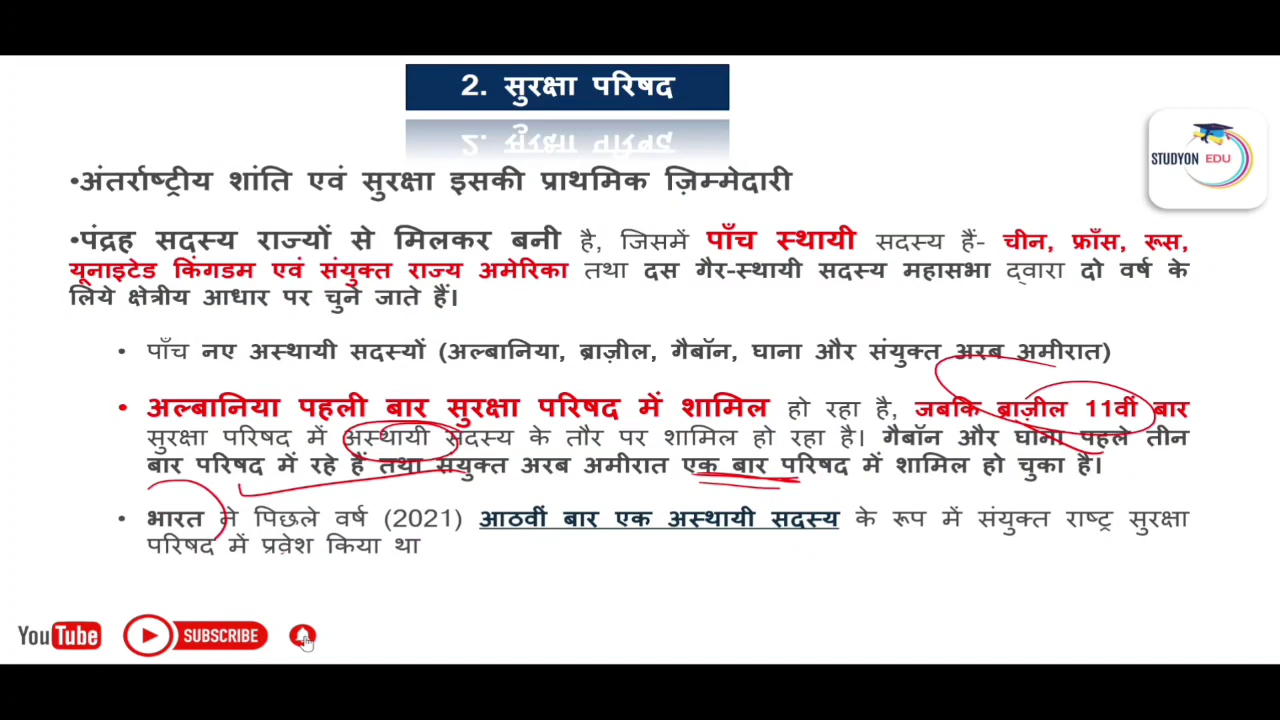 2. सुरक्षा परिषद
STUDYON EDU
•अंतर्राष्ट्रीय शांति एवं सुरक्षा इसकी प्राथमिक ज़िम्मेदारी
•पंद्रह सदस्य राज्यों से मिलकर बनी है, जिसमें पाँच स्थायी सदस्य हैं- चीन, फ्राँस, रूस,
यूनाइटेड किंगडम एवं संयुक्त राज्य अमेरिका तथा दस गैर-स्थायी सदस्य महासभा द्वारा दो वर्ष के
लिये क्षेत्रीय आधार पर चुने जाते हैं।
• पाँच नए अस्थायी सदस्यों (अल्बानिया, ब्राज़ील, गैबॉन, घाना और संयुक्त अरब अमीरात)
• अल्बानिया पहली बार सुरक्षा परिषद में शामिल हो रहा है, जबकि ब्राज़ील 11वीं बार
सुरक्षा परिषद में अस्थायी सदस्य के तौर पर शामिल हो रहा है। गैबॉन और घाना पहले तीन
बार परिषद में रहे हैं तथा संयुक्त अरब अमीरात एक बार परिषद में शामिल हो चुका है।
• भारत ने पिछले वर्ष (2021) आठवीं बार एक अस्थायी सदस्य के रूप में संयुक्त राष्ट्र सुरक्षा
परिषद में प्रवेश किया था
YouTube SUBSCRIBE